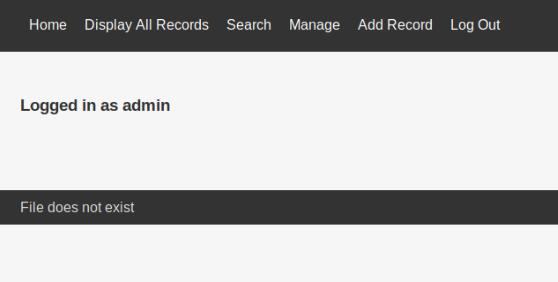 Home Display All Records Search Manage Add Record Log Out
Logged in as admin
File does not exist